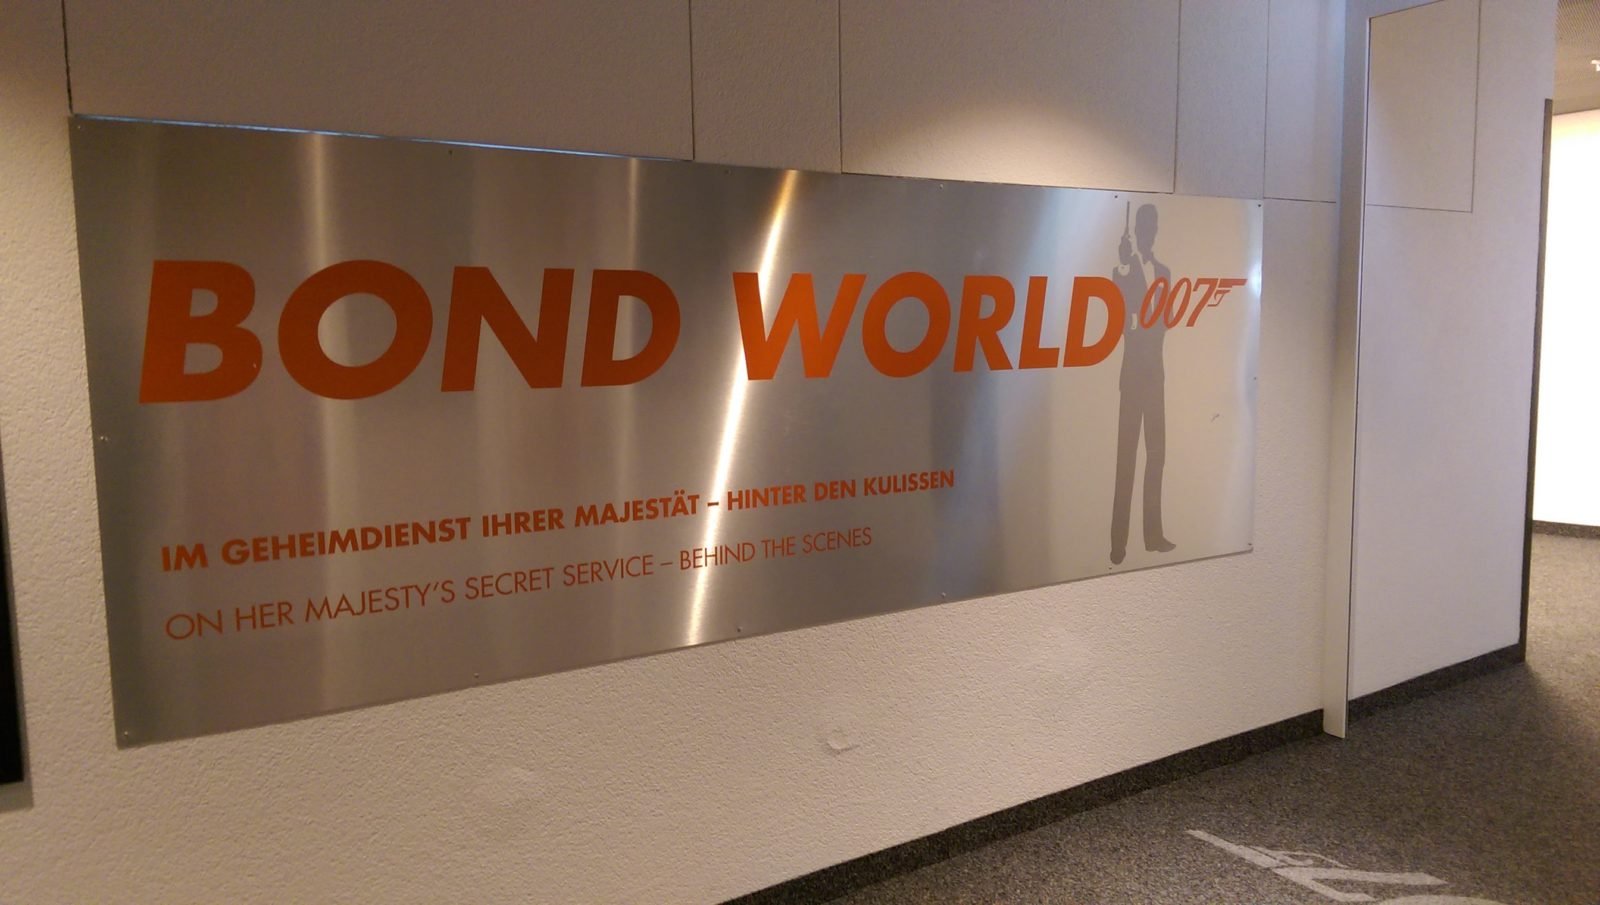 BOND WORLD 007
IM GEHEIMDIENST IHRER MAJESTÄT – HINTER DEN KULISSEN
ON HER MAJESTY'S SECRET SERVICE – BEHIND THE SCENES